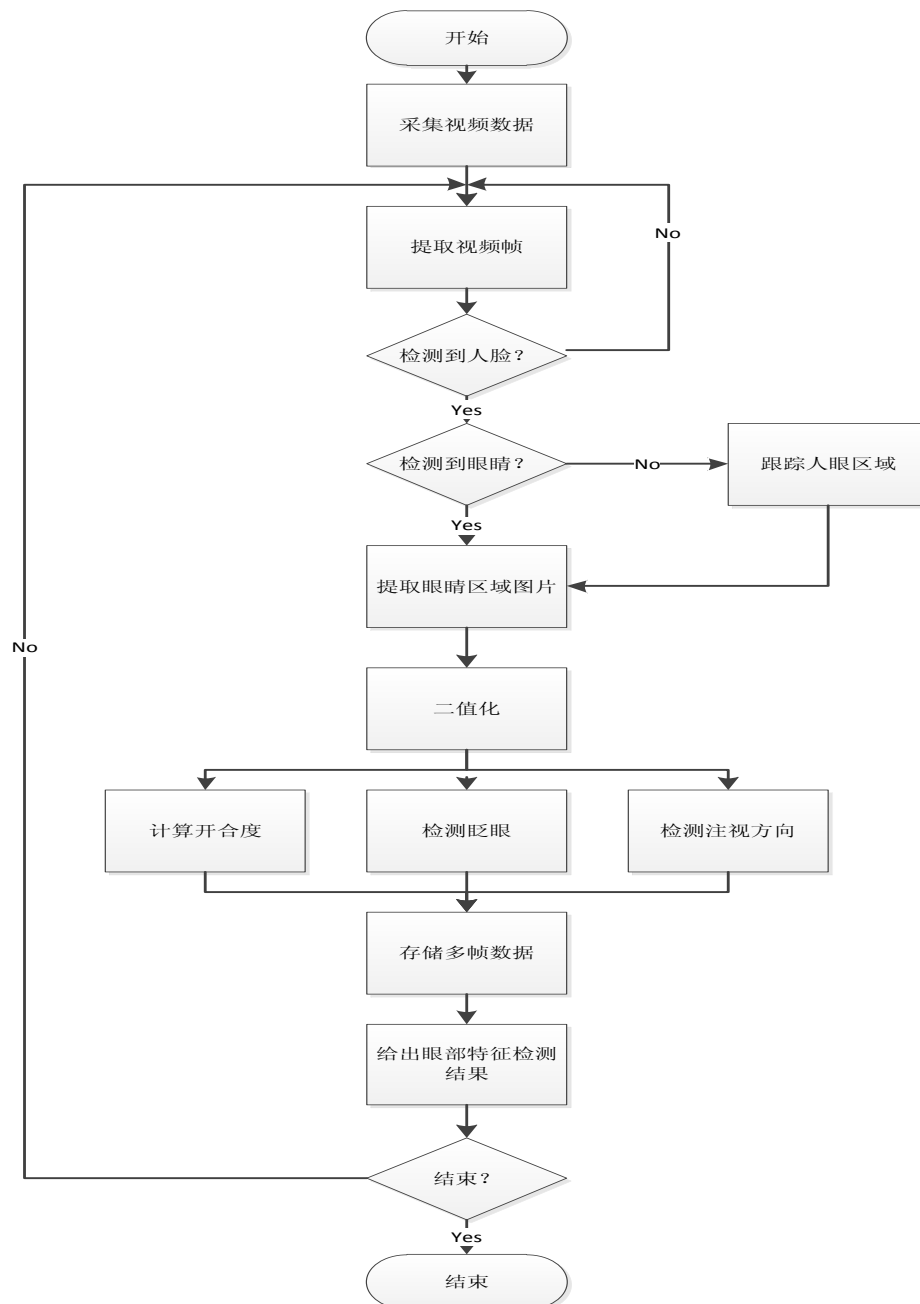 开始
采集视频数据
提取视频帧
No
检测到人脸？
Yes
检测到眼睛？
No
跟踪人眼区域
Yes
提取眼睛区域图片
No
二值化
计算开合度
检测眨眼
检测注视方向
存储多帧数据
给出眼部特征检测
结果
结束？
Yes
结束